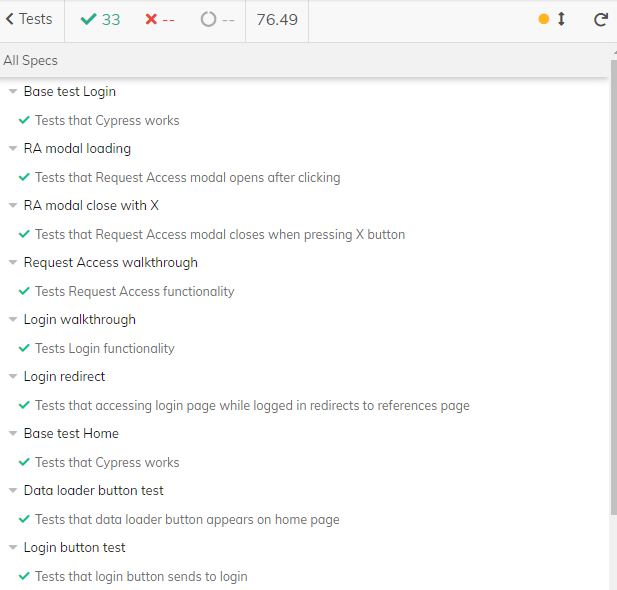 Tests 33 -- -- 76.49
All Specs
Base test Login
Tests that Cypress works
RA modal loading
Tests that Request Access modal opens after clicking
RA modal close with X
Tests that Request Access modal closes when pressing X button
Request Access walkthrough
Tests Request Access functionality
Login walkthrough
Tests Login functionality
Login redirect
Tests that accessing login page while logged in redirects to references page
Base test Home
Tests that Cypress works
Data loader button test
Tests that data loader button appears on home page
Login button test
Tests that login button sends to login